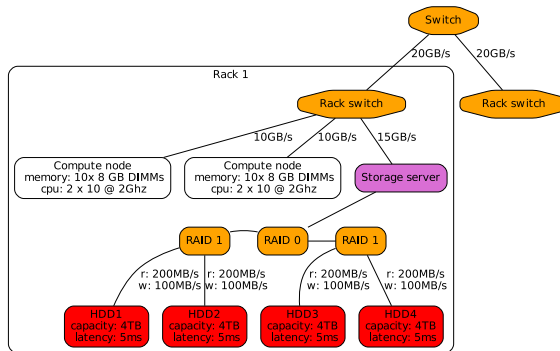 Switch
20GB/s
20GB/s
Rack 1
Rack switch
Rack switch
10GB/s
10GB/s
15GB/s
Compute node
memory: 10x 8 GB DIMMs
cpu: 2 x 10 @ 2Ghz
Compute node
memory: 10x 8 GB DIMMs
cpu: 2 x 10 @ 2Ghz
Storage server
RAID 1
RAID 0
RAID 1
r: 200MB/s
w: 100MB/s
r: 200MB/s
w: 100MB/s
r: 200MB/s
w: 100MB/s
r: 200MB/s
w: 100MB/s
HDD1
capacity: 4TB
latency: 5ms
HDD2
capacity: 4TB
latency: 5ms
HDD3
capacity: 4TB
latency: 5ms
HDD4
capacity: 4TB
latency: 5ms